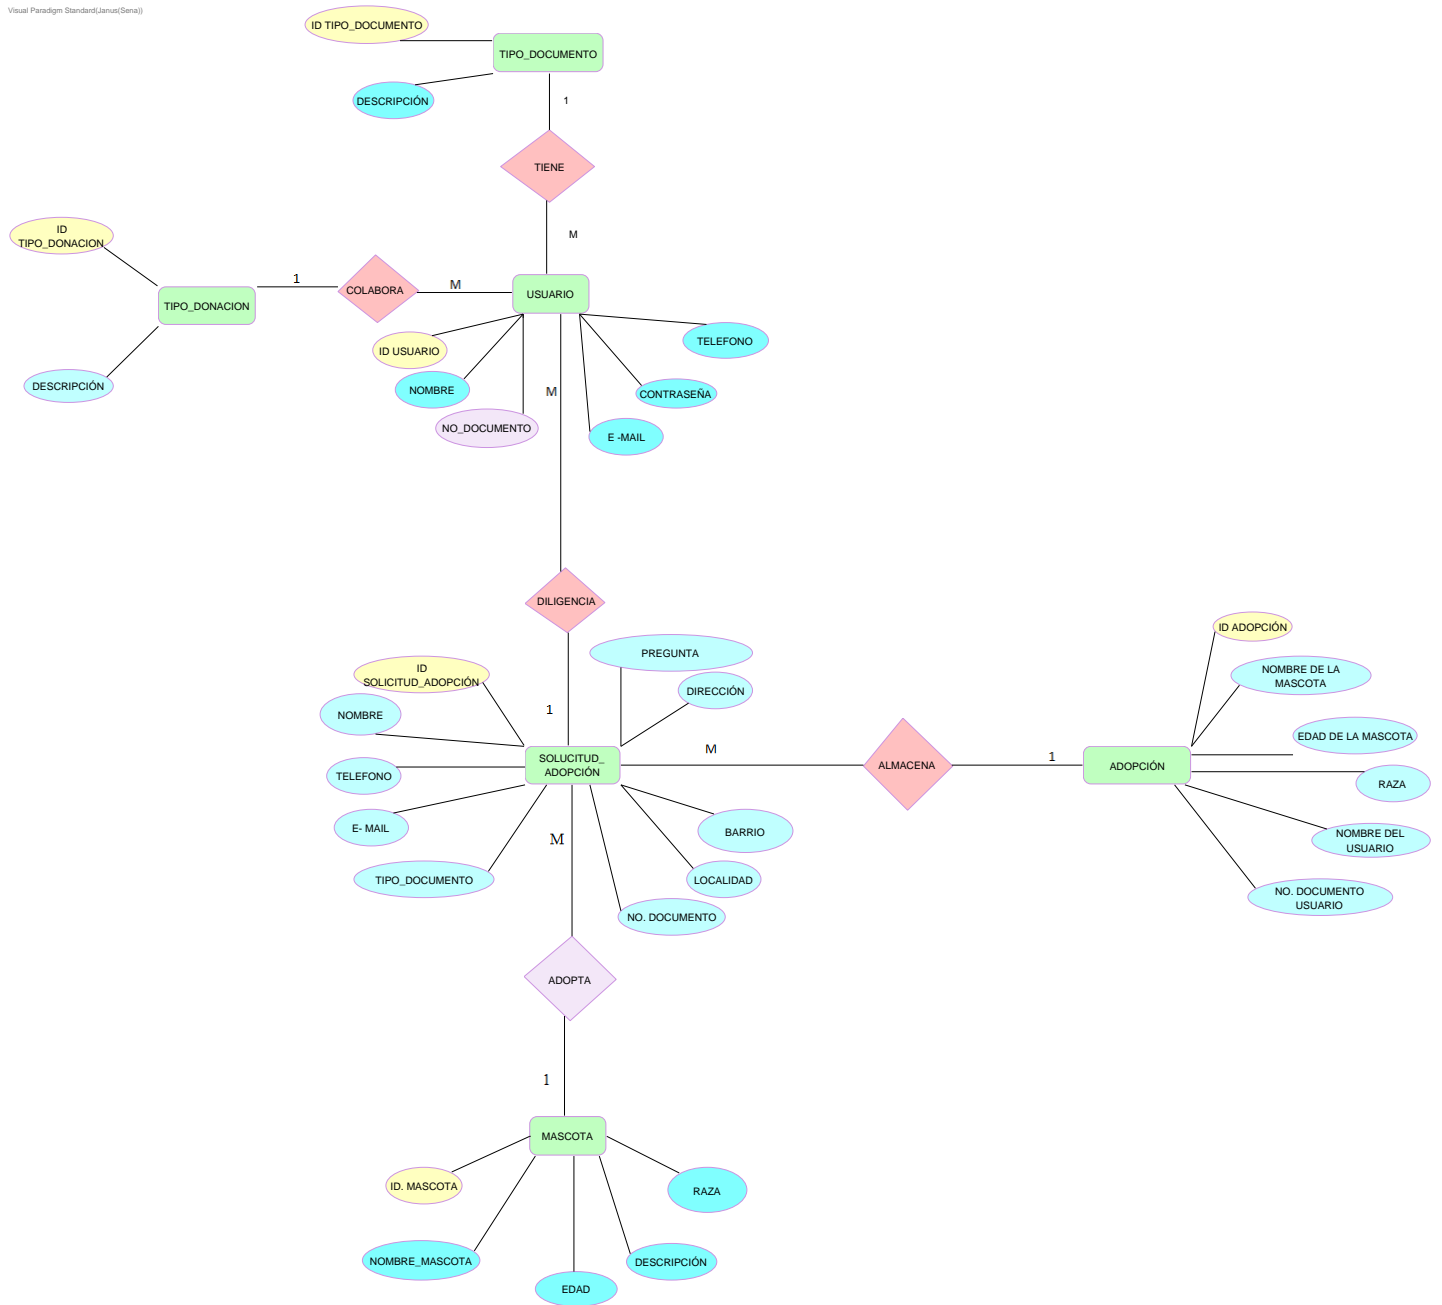 Visual Paradigm Standard(Janus(Sena))
ID TIPO_DOCUMENTO
TIPO_DOCUMENTO
DESCRIPCIÓN
1
TIENE
M
ID
TIPO_DONACION
TIPO_DONACION
DESCRIPCIÓN
1
COLABORA
M
USUARIO
ID USUARIO
NOMBRE
NO_DOCUMENTO
TELEFONO
CONTRASEÑA
E -MAIL
M
DILIGENCIA
1
ID
SOLICITUD_ADOPCIÓN
PREGUNTA
DIRECCIÓN
NOMBRE
SOLUCITUD_
ADOPCIÓN
TELEFONO
E- MAIL
TIPO_DOCUMENTO
NO. DOCUMENTO
LOCALIDAD
BARRIO
M
ALMACENA
1
ADOPCIÓN
ID ADOPCIÓN
NOMBRE DE LA
MASCOTA
EDAD DE LA MASCOTA
RAZA
NOMBRE DEL
USUARIO
NO. DOCUMENTO
USUARIO
M
ADOPTA
1
MASCOTA
ID. MASCOTA
NOMBRE_MASCOTA
EDAD
DESCRIPCIÓN
RAZA